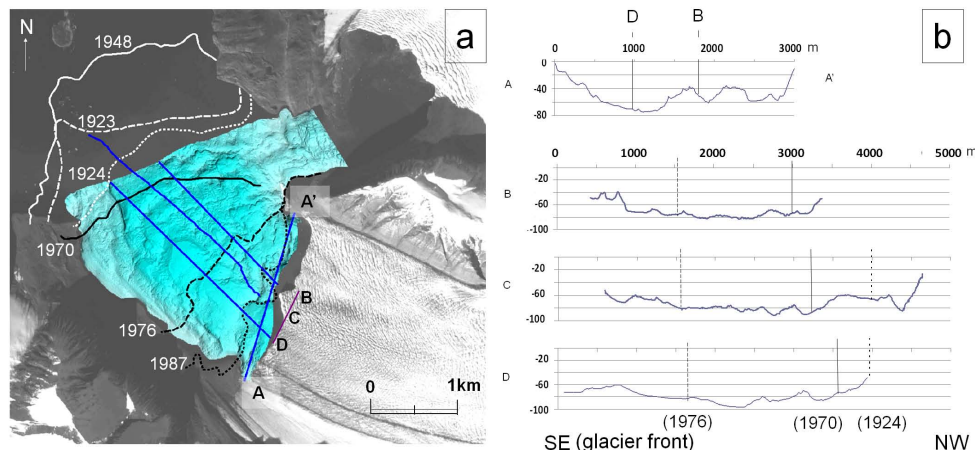 N
a
1948
1923
1924
1970
1976
1987
A'
B
C
D
A
0 1km
b
D B
0 1000 2000 3000 m
A
0
-40
-80
A'
0 1000 2000 3000 4000 5000 m
B
-20
-60
-100
C
-20
-60
-100
D
-20
-60
-100
(1976) (1970) (1924)
SE (glacier front) NW